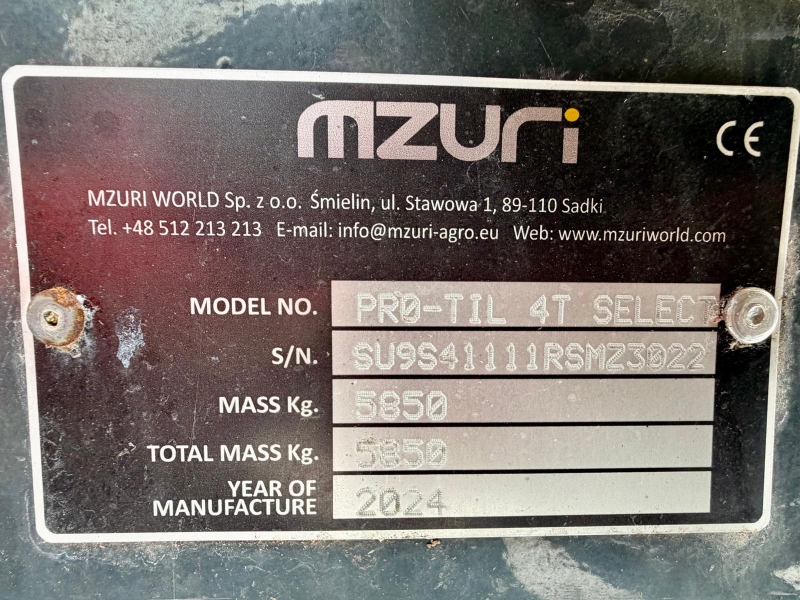 mzuri
CE
MZURI WORLD Sp. z o.o. Śmielin, ul. Stawowa 1, 89-110 Sadki
Tel. +48 512 213 213 E-mail: info@mzuri-agro.eu Web: www.mzuriworld.com
MODEL NO. PRO-TIL 4T SELECT
S/N. SU9S41111RSMZ3022
MASS Kg. 5850
TOTAL MASS Kg. 5850
YEAR OF
MANUFACTURE 2024